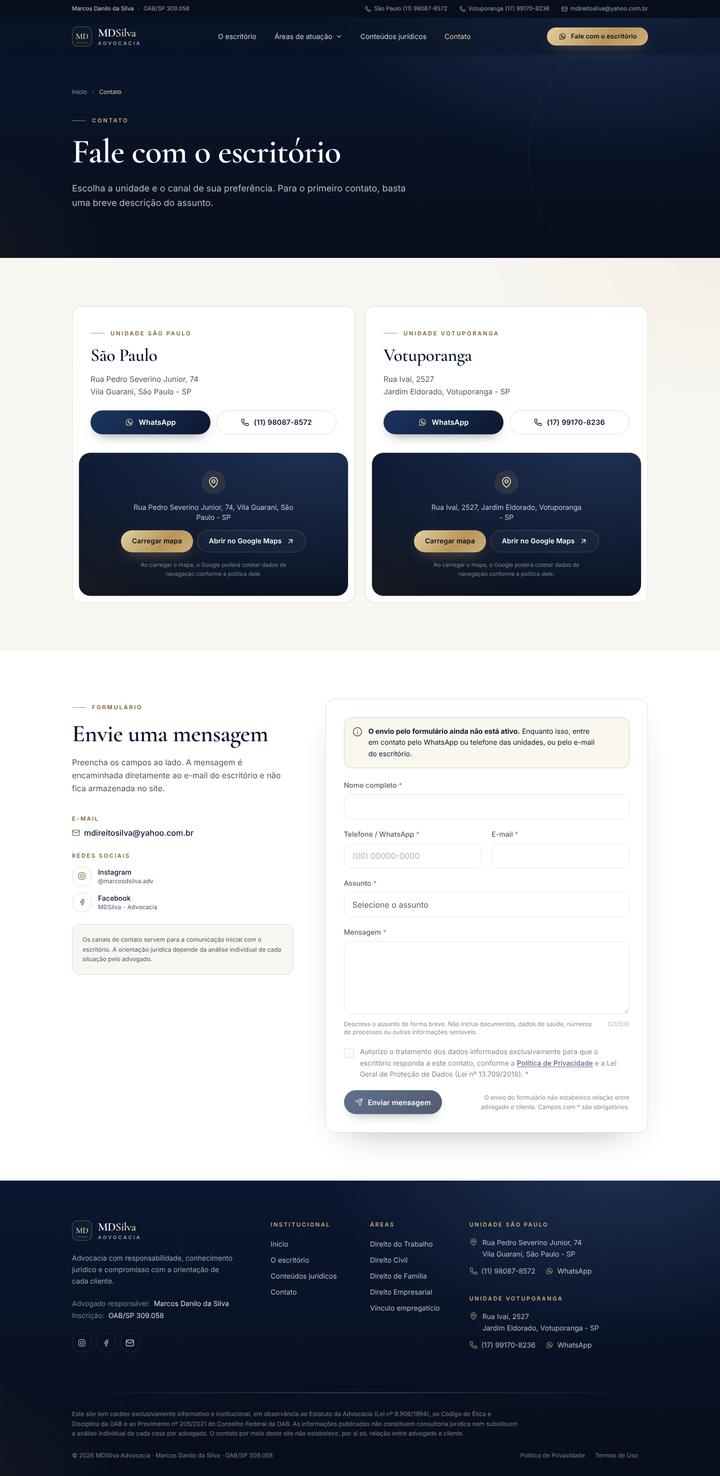 Marcos Danilo da Silva · OAB/SP 309.058
São Paulo (11) 98087-8572 Votuporanga (17) 99170-8236 mdireitosilva@yahoo.com.br
MD MDSilva ADVOCACIA
O escritório Áreas de atuação Conteúdos jurídicos Contato Fale com o escritório
Início › Contato
CONTATO
Fale com o escritório
Escolha a unidade e o canal de sua preferência. Para o primeiro contato, basta
uma breve descrição do assunto.
UNIDADE SÃO PAULO
São Paulo
Rua Pedro Severino Junior, 74
Vila Guarani, São Paulo - SP
WhatsApp (11) 98087-8572
Rua Pedro Severino Junior, 74, Vila Guarani, São
Paulo - SP
Carregar mapa Abrir no Google Maps
Ao carregar o mapa, o Google poderá coletar dados de
navegação conforme a política dele.
UNIDADE VOTUPORANGA
Votuporanga
Rua Ivaí, 2527
Jardim Eldorado, Votuporanga - SP
WhatsApp (17) 99170-8236
Rua Ivaí, 2527, Jardim Eldorado, Votuporanga
- SP
Carregar mapa Abrir no Google Maps
Ao carregar o mapa, o Google poderá coletar dados de
navegação conforme a política dele.
FORMULÁRIO
Envie uma mensagem
Preencha os campos ao lado. A mensagem é
encaminhada diretamente ao e-mail do escritório e não
fica armazenada no site.
E-MAIL
mdireitosilva@yahoo.com.br
REDES SOCIAIS
Instagram
@marcosdsilva.adv
Facebook
MDSilva - Advocacia
Os canais de contato servem para a comunicação inicial com o
escritório. A orientação jurídica depende da análise individual de cada
situação pelo advogado.
O envio pelo formulário ainda não está ativo. Enquanto isso, entre
em contato pelo WhatsApp ou telefone das unidades, ou pelo e-mail
do escritório.
Nome completo *
Telefone / WhatsApp * E-mail *
(00) 00000-0000
Assunto *
Selecione o assunto
Mensagem *
Descreva o assunto de forma breve. Não inclua documentos, dados de saúde, números 0/1500
de processos ou outras informações sensíveis.
Autorizo o tratamento dos dados informados exclusivamente para que o
escritório responda a este contato, conforme a Política de Privacidade e a Lei
Geral de Proteção de Dados (Lei nº 13.709/2018). *
Enviar mensagem
O envio do formulário não estabelece relação entre
advogado e cliente. Campos com * são obrigatórios.
MD MDSilva ADVOCACIA
Advocacia com responsabilidade, conhecimento
jurídico e compromisso com a orientação de
cada cliente.
Advogado responsável: Marcos Danilo da Silva
Inscrição: OAB/SP 309.058
INSTITUCIONAL
Início
O escritório
Conteúdos jurídicos
Contato
ÁREAS
Direito do Trabalho
Direito Civil
Direito de Família
Direito Empresarial
Vínculo empregatício
UNIDADE SÃO PAULO
Rua Pedro Severino Junior, 74
Vila Guarani, São Paulo - SP
(11) 98087-8572 WhatsApp
UNIDADE VOTUPORANGA
Rua Ivaí, 2527
Jardim Eldorado, Votuporanga - SP
(17) 99170-8236 WhatsApp
Este site tem caráter exclusivamente informativo e institucional, em observância ao Estatuto da Advocacia (Lei nº 8.906/1994), ao Código de Ética e
Disciplina da OAB e ao Provimento nº 205/2021 do Conselho Federal da OAB. As informações publicadas não constituem consultoria jurídica nem substituem
a análise individual de cada caso por advogado. O contato por meio deste site não estabelece, por si só, relação entre advogado e cliente.
© 2026 MDSilva Advocacia · Marcos Danilo da Silva · OAB/SP 309.058
Política de Privacidade Termos de Uso